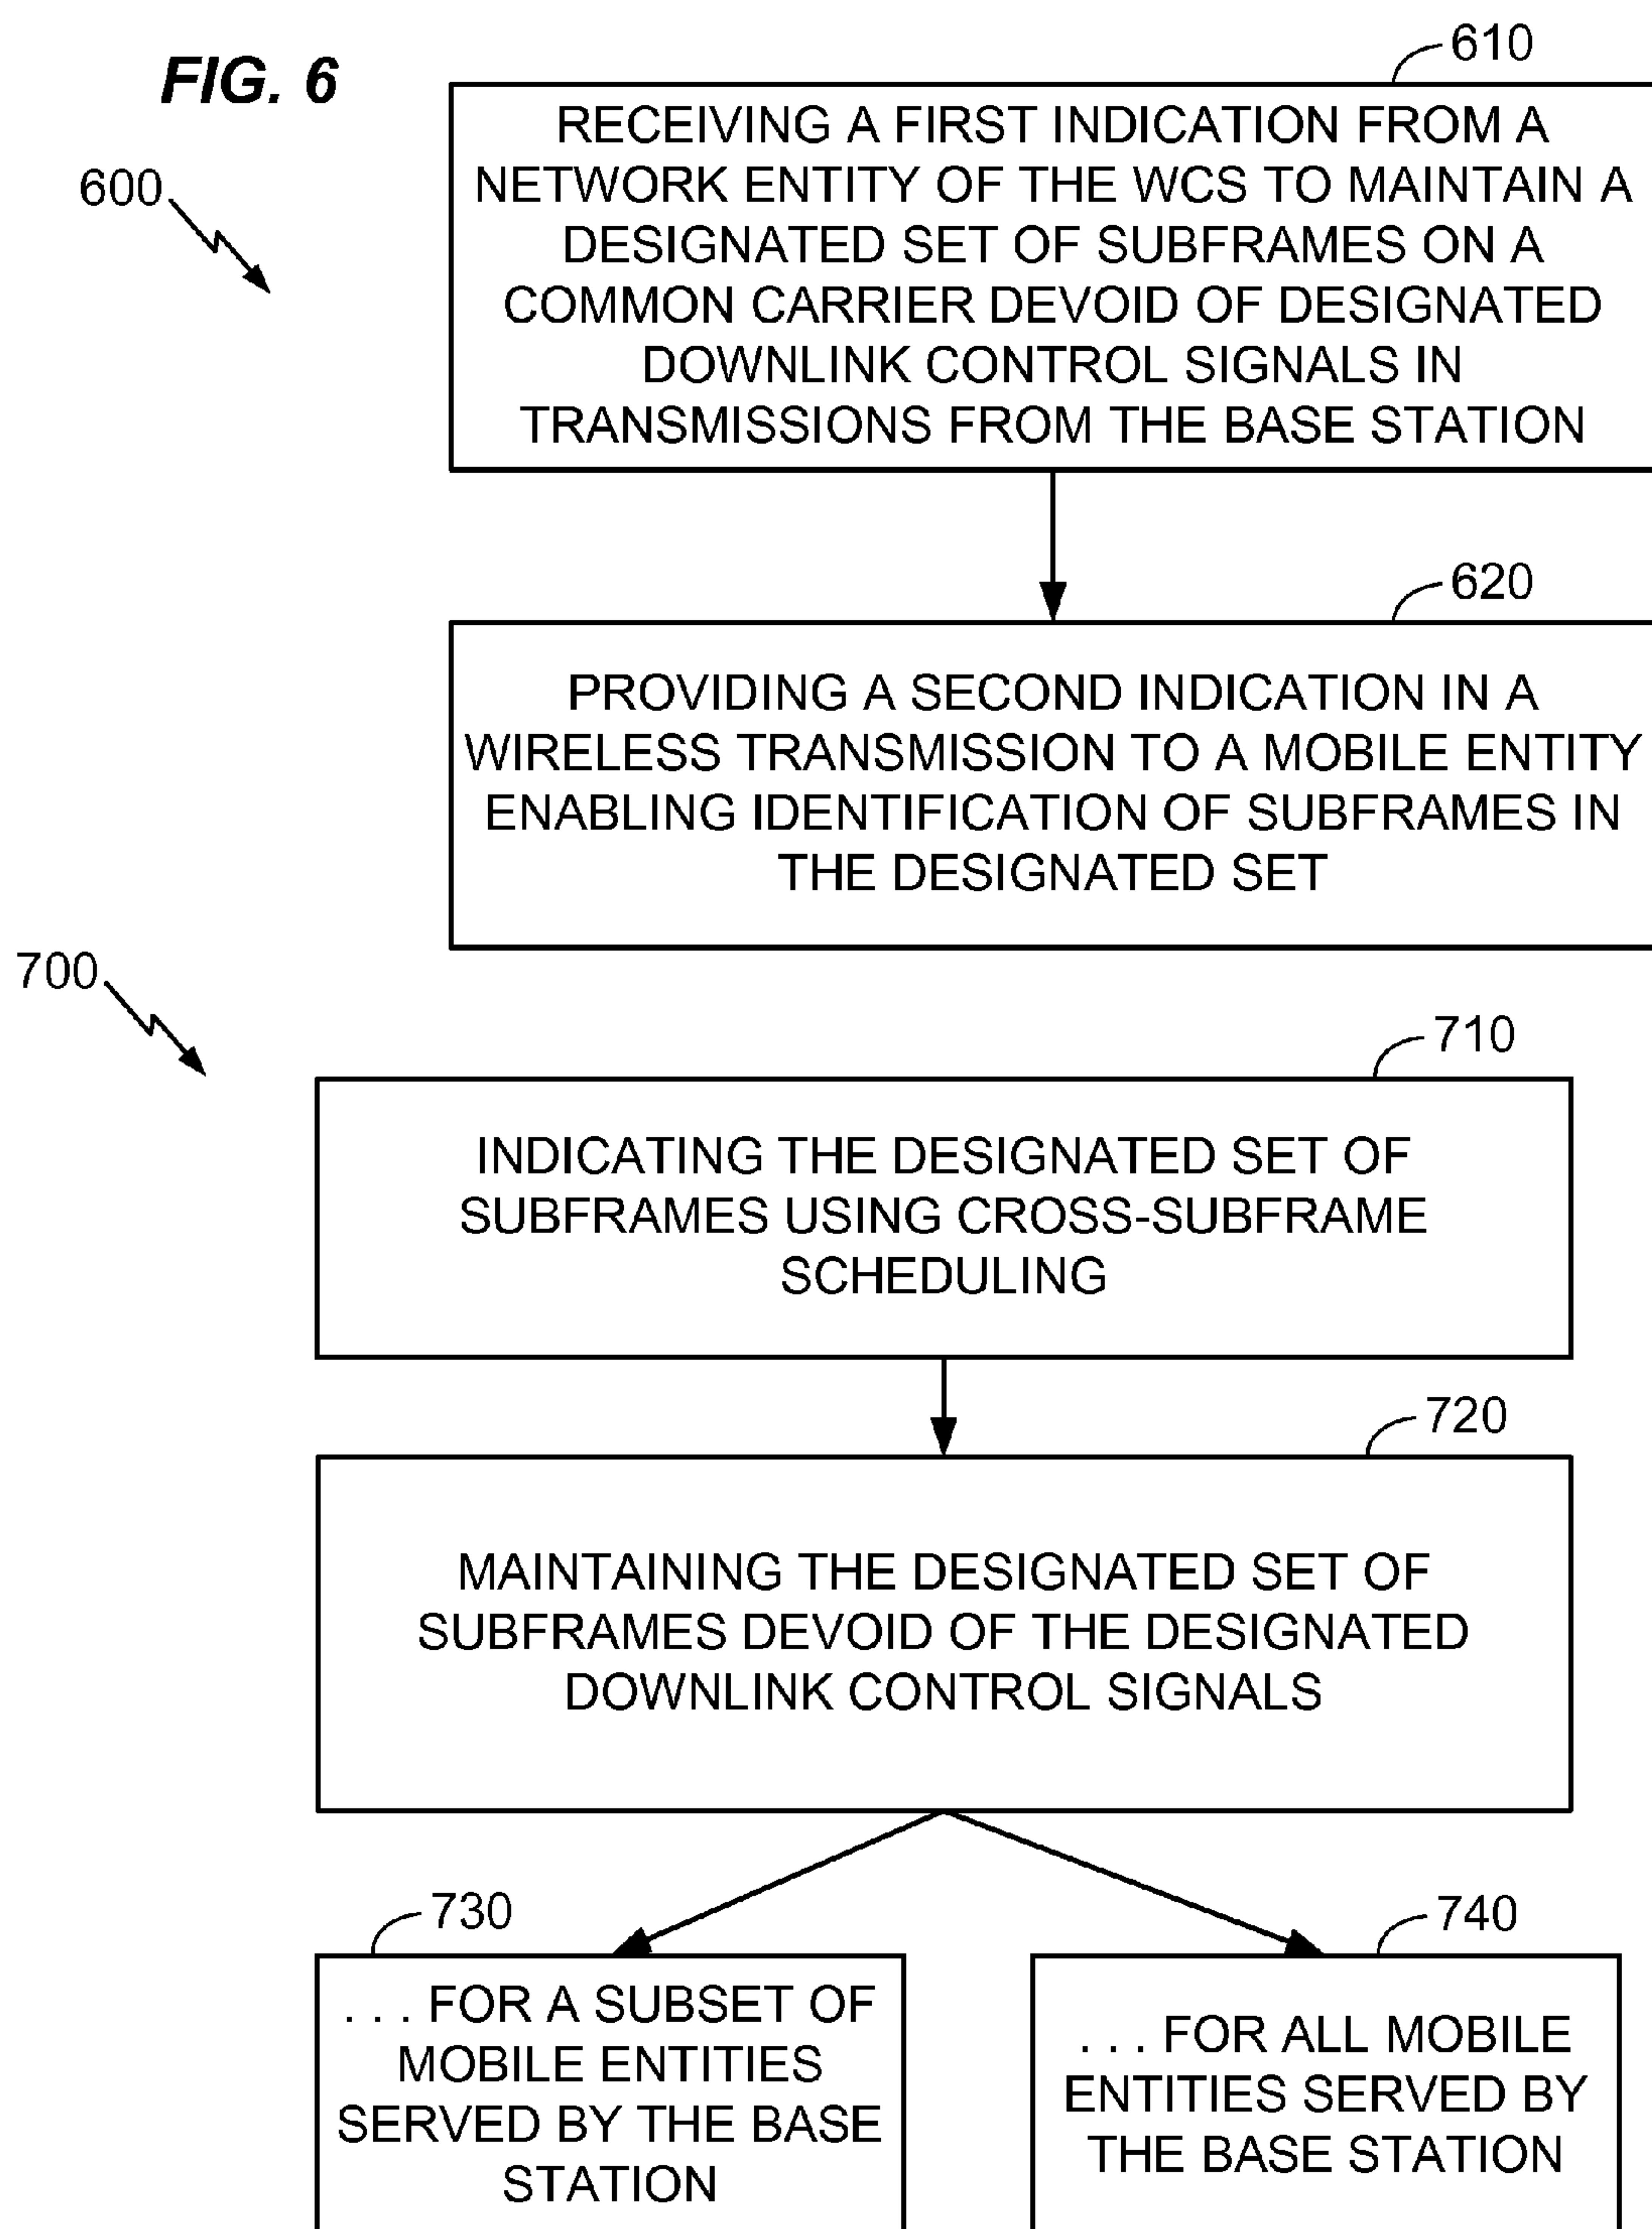 FIG. 6
600
610
RECEIVING A FIRST INDICATION FROM A
NETWORK ENTITY OF THE WCS TO MAINTAIN A
DESIGNATED SET OF SUBFRAMES ON A
COMMON CARRIER DEVOID OF DESIGNATED
DOWNLINK CONTROL SIGNALS IN
TRANSMISSIONS FROM THE BASE STATION
620
PROVIDING A SECOND INDICATION IN A
WIRELESS TRANSMISSION TO A MOBILE ENTITY
ENABLING IDENTIFICATION OF SUBFRAMES IN
THE DESIGNATED SET
700
710
INDICATING THE DESIGNATED SET OF
SUBFRAMES USING CROSS-SUBFRAME
SCHEDULING
720
MAINTAINING THE DESIGNATED SET OF
SUBFRAMES DEVOID OF THE DESIGNATED
DOWNLINK CONTROL SIGNALS
730
. . . FOR A SUBSET OF
MOBILE ENTITIES
SERVED BY THE BASE
STATION
740
. . . FOR ALL MOBILE
ENTITIES SERVED BY
THE BASE STATION